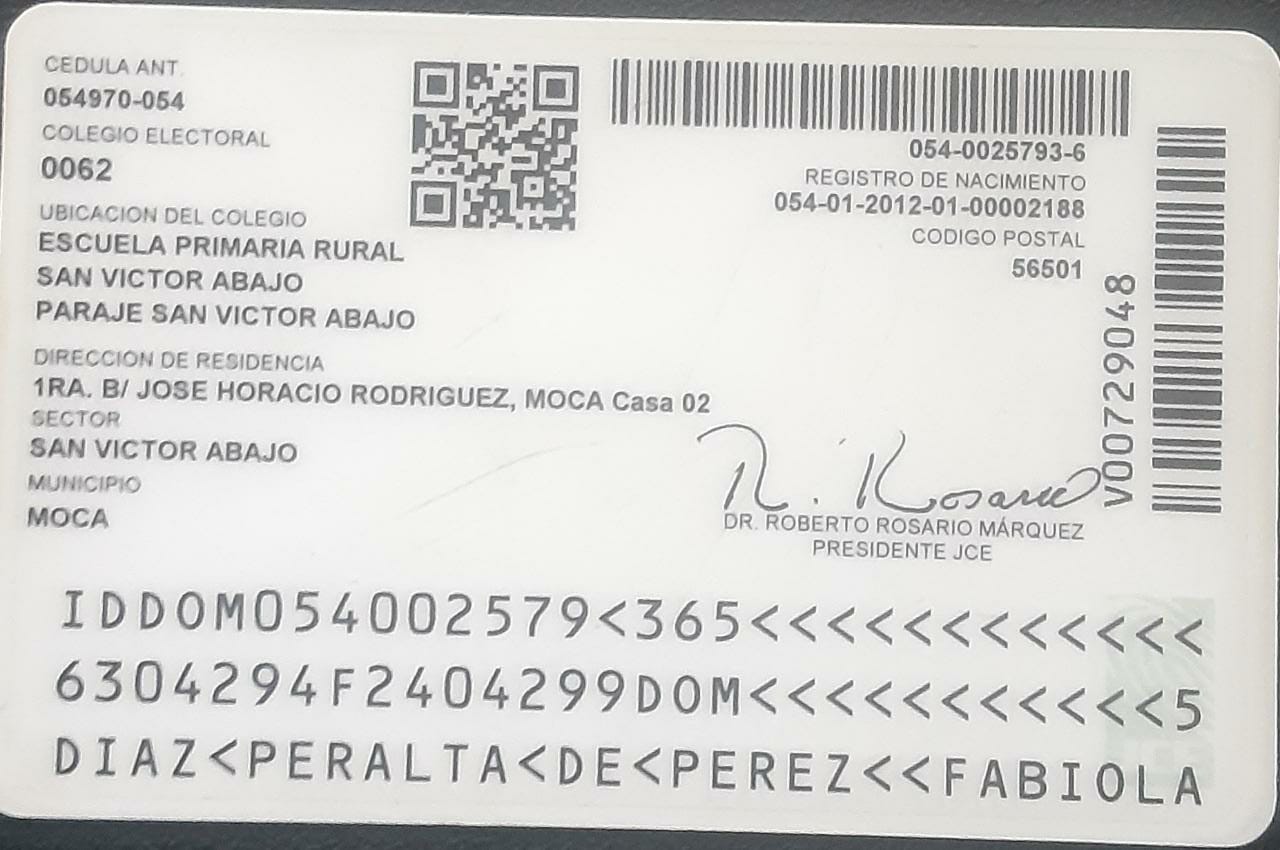 CEDULA ANT.
054970-054
COLEGIO ELECTORAL
0062
UBICACION DEL COLEGIO
ESCUELA PRIMARIA RURAL
SAN VICTOR ABAJO
PARAJE SAN VICTOR ABAJO
DIRECCION DE RESIDENCIA
1RA. B/ JOSE HORACIO RODRIGUEZ, MOCA Casa 02
SECTOR
SAN VICTOR ABAJO
MUNICIPIO
MOCA
054-0025793-6
REGISTRO DE NACIMIENTO
054-01-2012-01-00002188
CODIGO POSTAL
56501
V00729048
R. Rosario
DR. ROBERTO ROSARIO MÁRQUEZ
PRESIDENTE JCE
IDDOM054002579<365<<<<<<<<<<<<
6304294F2404299DOM<<<<<<<<<<<5
DIAZ<PERALTA<DE<PEREZ<<FABIOLA